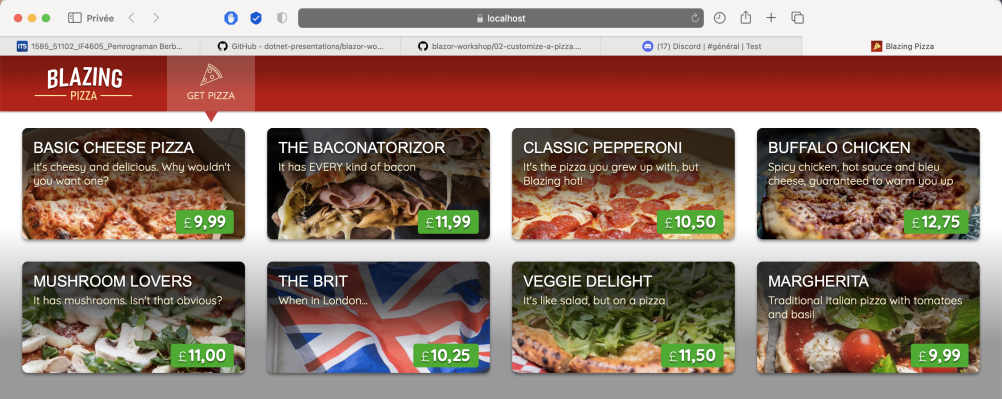 Privée
localhost
ITS 1585_51102_IF4605_Pemrograman Berb...
GitHub - dotnet-presentations/blazor-wo...
blazor-workshop/02-customize-a-pizza....
(17) Discord | #général | Test
Blazing Pizza
BLAZING
PIZZA
GET PIZZA
BASIC CHEESE PIZZA
It's cheesy and delicious. Why wouldn't
you want one?
£9,99
THE BACONATORIZOR
It has EVERY kind of bacon
£11,99
CLASSIC PEPPERONI
It's the pizza you grew up with, but
Blazing hot!
£10,50
BUFFALO CHICKEN
Spicy chicken, hot sauce and bleu
cheese, guaranteed to warm you up
£12,75
MUSHROOM LOVERS
It has mushrooms. Isn't that obvious?
£11,00
THE BRIT
When in London...
£10,25
VEGGIE DELIGHT
It's like salad, but on a pizza
£11,50
MARGHERITA
Traditional Italian pizza with tomatoes
and basil
£9,99